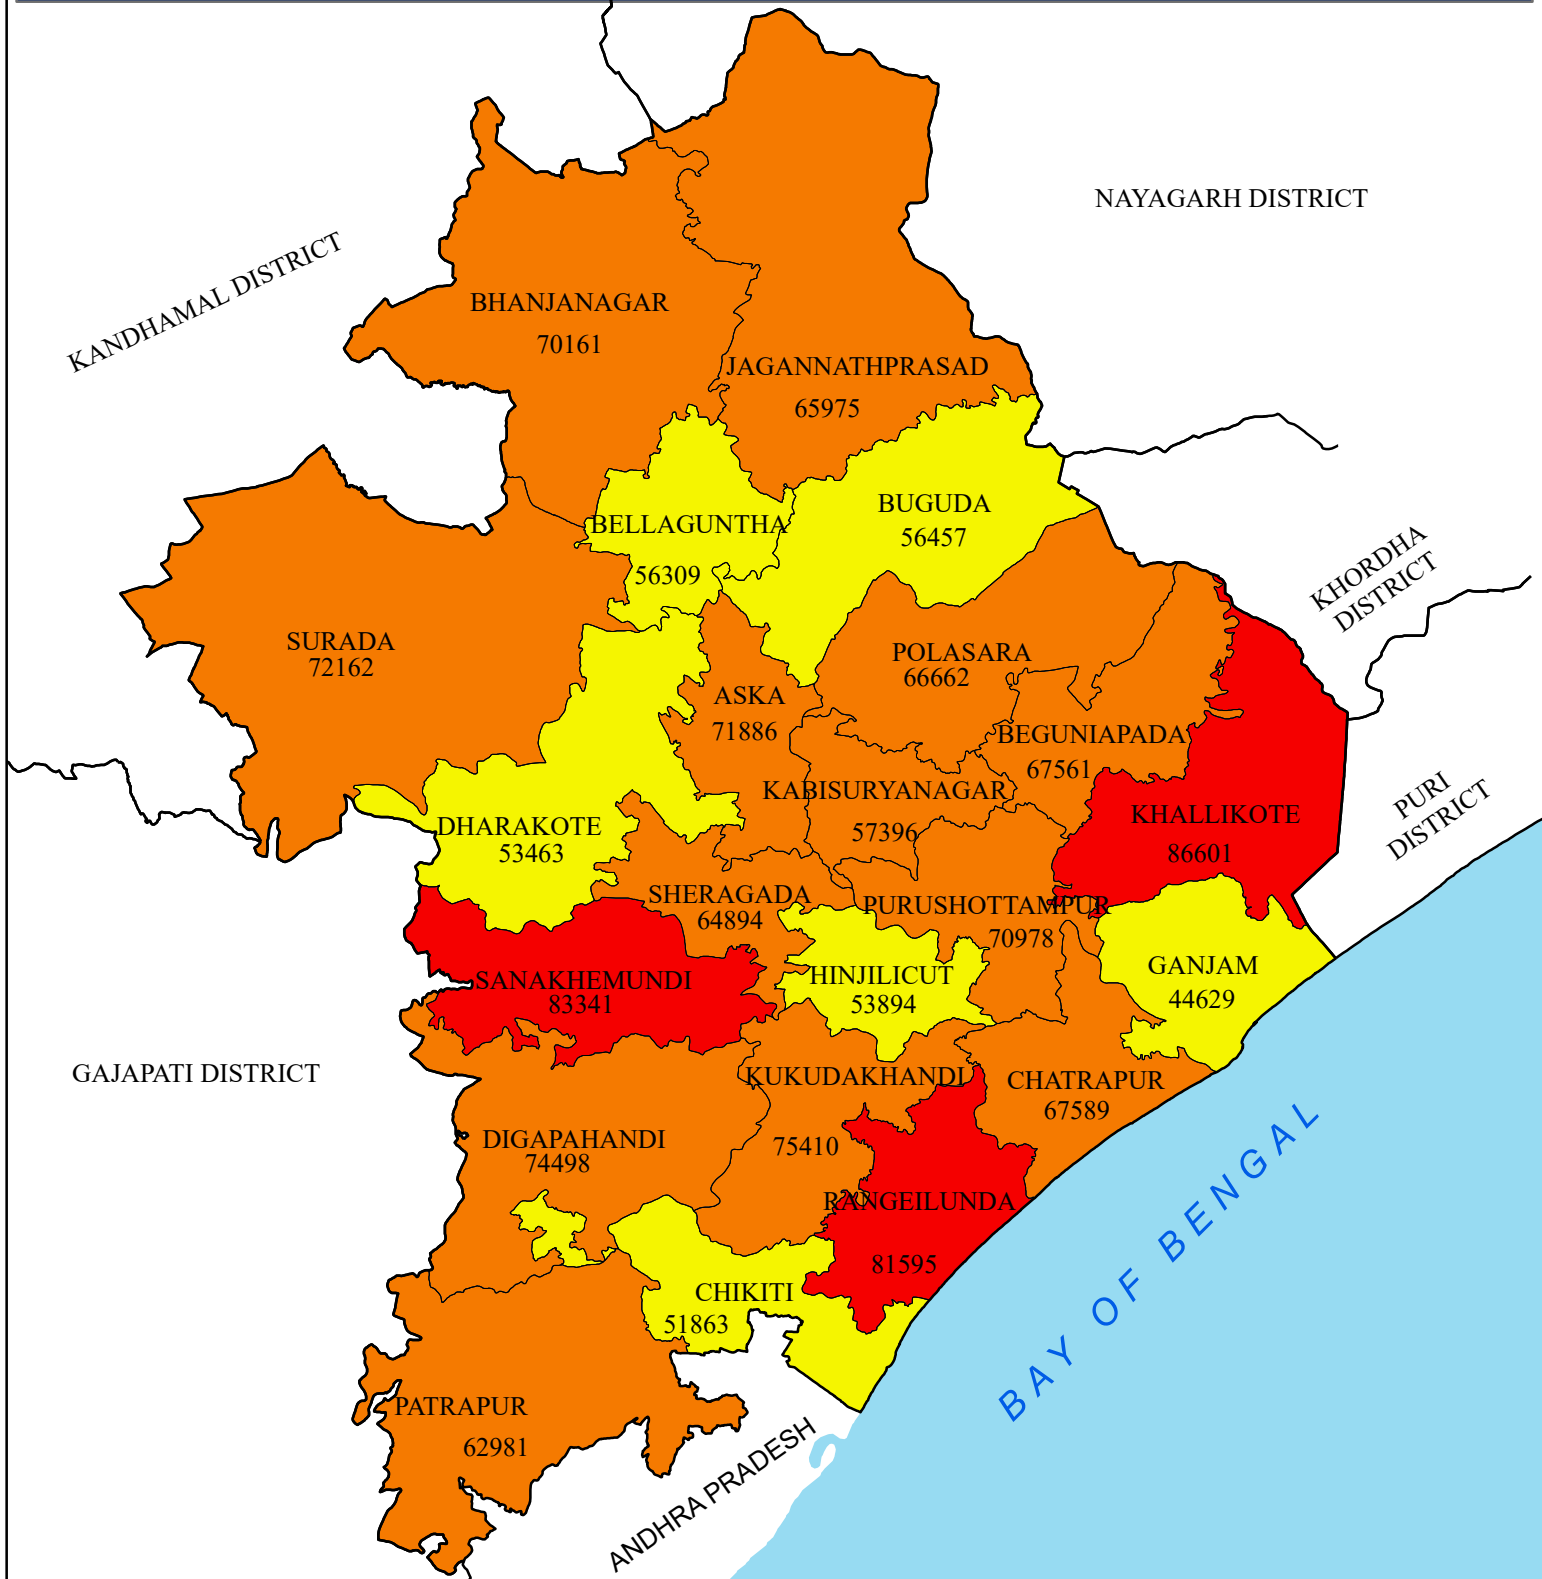 NAYAGARH DISTRICT
KANDHAMAL DISTRICT
BHANJANAGAR
70161
JAGANNATHPRASAD
65975
BUGUDA
56457
BELLAGUNTHA
56309
KHORDHA
DISTRICT
SURADA
72162
POLASARA
66662
ASKA
71886
BEGUNIAPADA
67561
KABISURYANAGAR
57396
KHALLIKOTE
86601
PURI
DISTRICT
DHARAKOTE
53463
SHERAGADA
64894
PURUSHOTTAMPUR
70978
SANAKHEMUNDI
83341
HINJILICUT
53894
GANJAM
44629
GAJAPATI DISTRICT
KUKUDAKHANDI
75410
CHATRAPUR
67589
DIGAPAHANDI
74498
RANGEILUNDA
81595
CHIKITI
51863
BAY OF BENGAL
PATRAPUR
62981
ANDHRA PRADESH